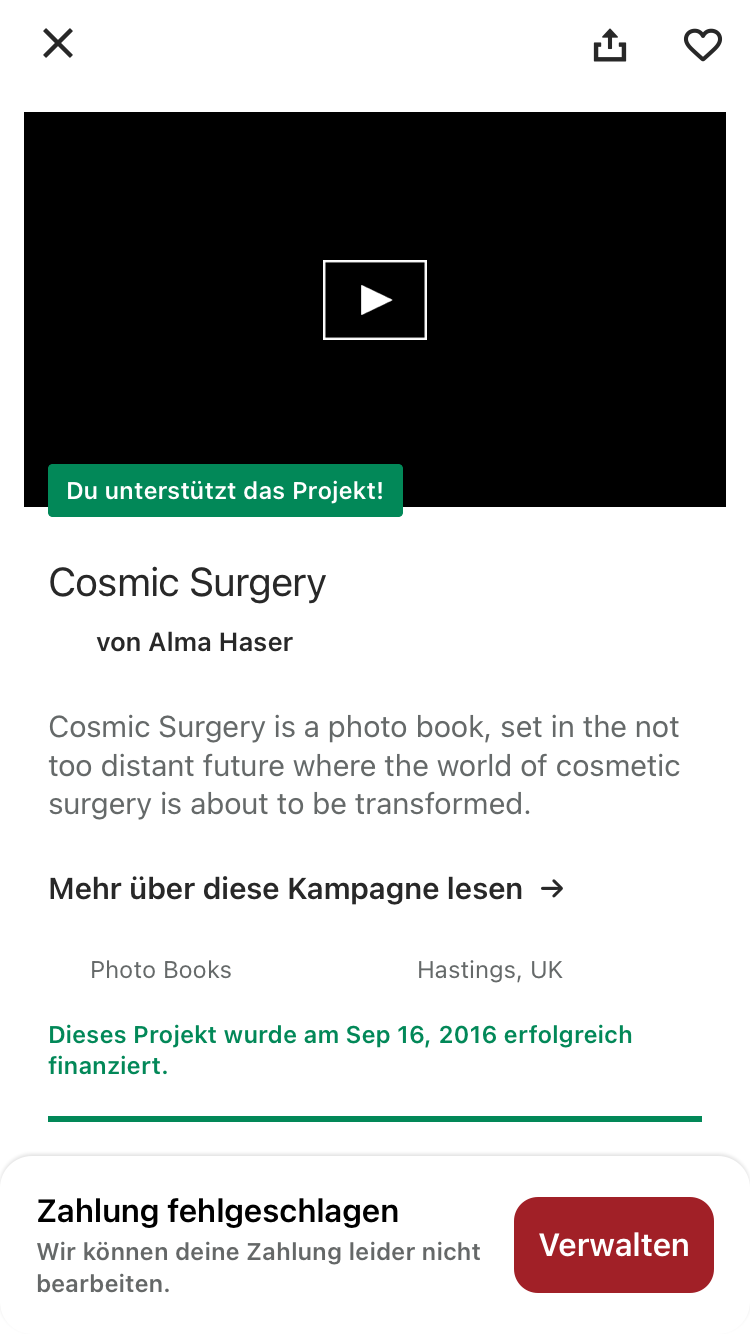 Du unterstützt das Projekt!
Cosmic Surgery
von Alma Haser
Cosmic Surgery is a photo book, set in the not
too distant future where the world of cosmetic
surgery is about to be transformed.
Mehr über diese Kampagne lesen →
Photo Books
Hastings, UK
Dieses Projekt wurde am Sep 16, 2016 erfolgreich
finanziert.
Zahlung fehlgeschlagen
Wir können deine Zahlung leider nicht
bearbeiten.
Verwalten